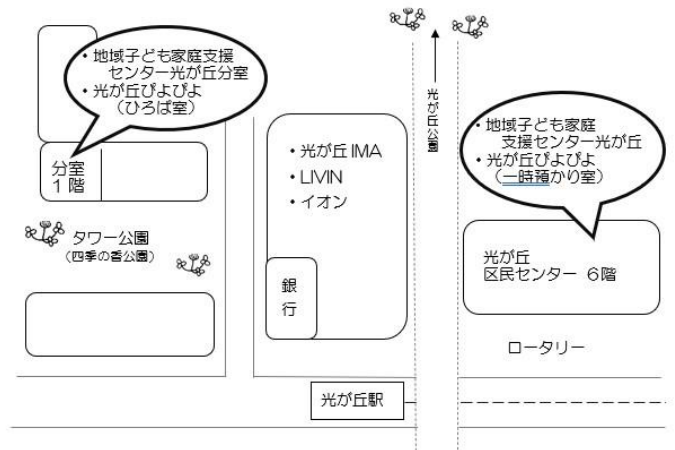 ・地域子ども家庭支援
センター光が丘分室
・光が丘ぴよぴよ
（ひろば室）
分室
1階
タワー公園
（四季の香公園）
・光が丘IMA
・LIVIN
・イオン
銀
行
光が丘公園
・地域子ども家庭
支援センター光が丘
・光が丘ぴよぴよ
（一時預かり室）
光が丘
区民センター 6階
ロータリー
光が丘駅